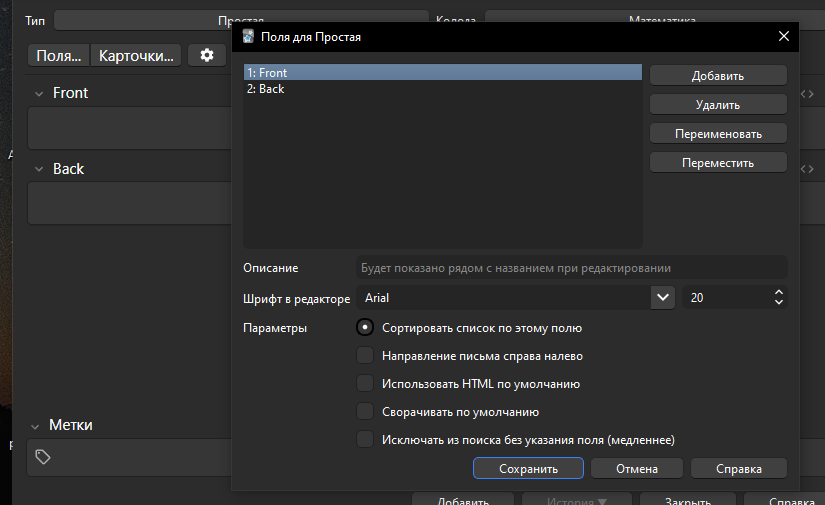 Тип Простая Колода Математика
Поля для Простая
Поля... Карточки...
1: Front
2: Back
Добавить
Удалить
Переименовать
Переместить
Front
Back
Описание Будет показано рядом с названием при редактировании
Шрифт в редакторе Arial 20
Параметры Сортировать список по этому полю
Направление письма справа налево
Использовать HTML по умолчанию
Сворачивать по умолчанию
Исключать из поиска без указания поля (медленнее)
Метки
Сохранить Отмена Справка
Добавить История ▼ Закрыть Справка